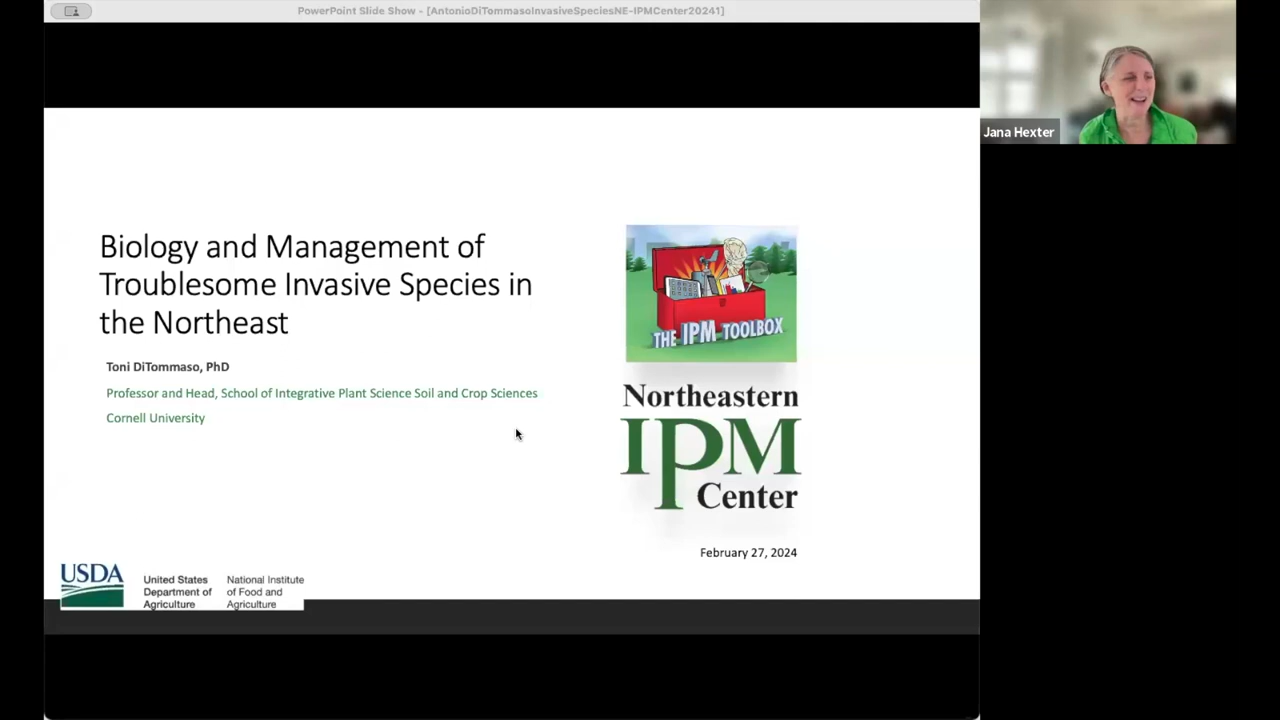 PowerPoint Slide Show - [AntonioDiTommasoInvasiveSpeciesNE-IPMCenter20241]
Jana Hexter
Biology and Management of
Troublesome Invasive Species in
the Northeast
Toni DiTommaso, PhD
Professor and Head, School of Integrative Plant Science Soil and Crop Sciences
Cornell University
THE IPM TOOLBOX
Northeastern
IPM
Center
February 27, 2024
USDA
United States
Department of
Agriculture
National Institute
of Food and
Agriculture